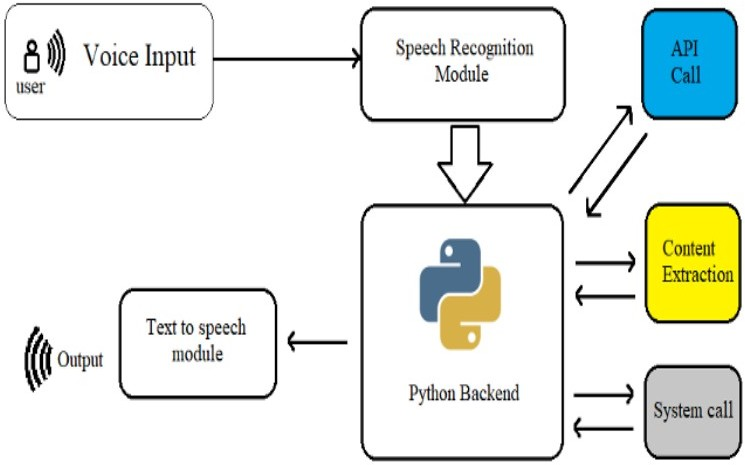 Voice Input
user
Speech Recognition
Module
API
Call
Content
Extraction
Python Backend
Text to speech
module
Output
System call